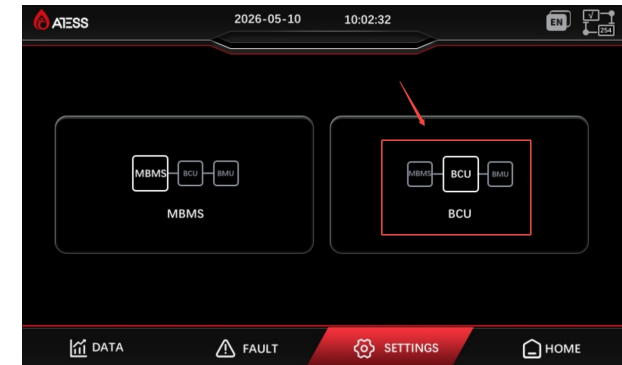 ATESS 2026-05-10 10:02:32 EN √ 254
MBMS BCU BMU
MBMS
MBMS BCU BMU
BCU
DATA FAULT SETTINGS HOME